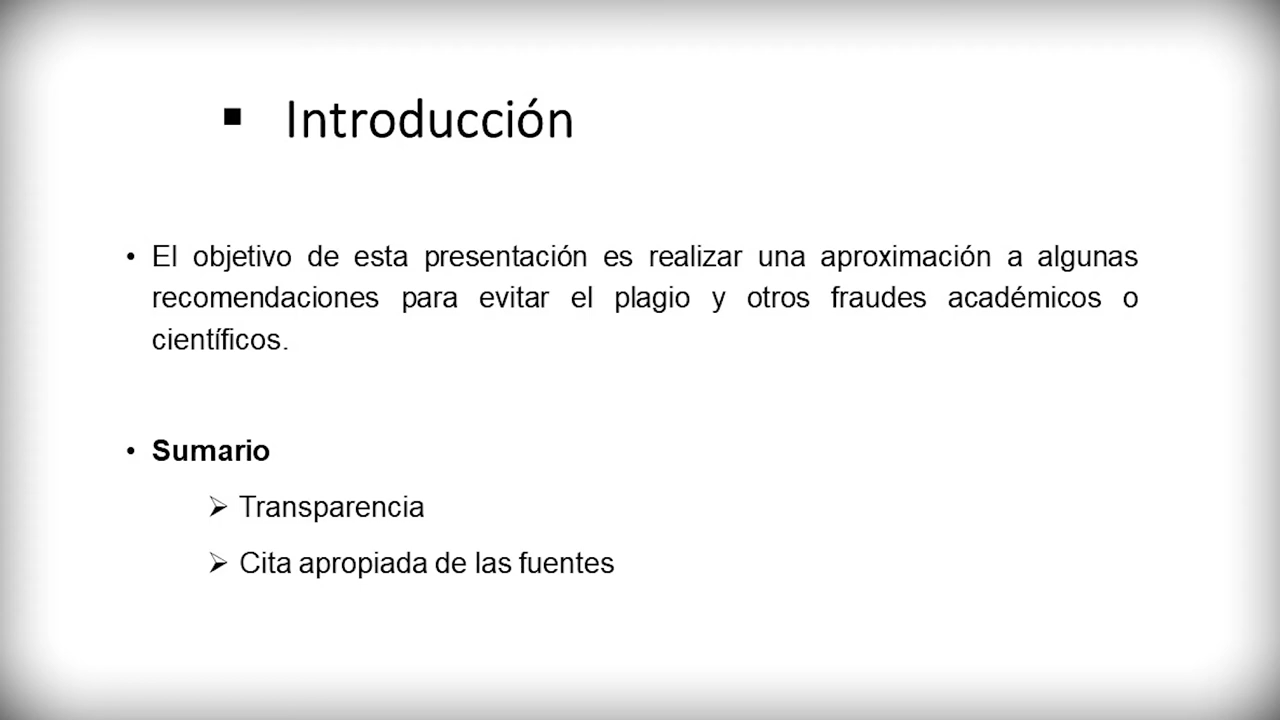 ▪ Introducción
• El objetivo de esta presentación es realizar una aproximación a algunas
recomendaciones para evitar el plagio y otros fraudes académicos o
científicos.
• Sumario
➢ Transparencia
➢ Cita apropiada de las fuentes